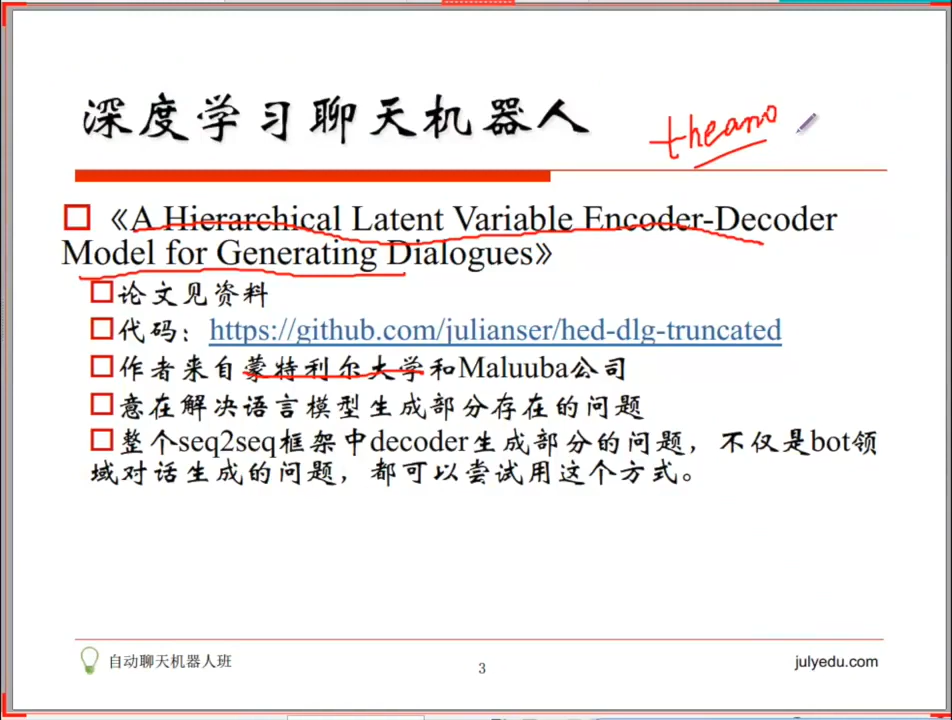 深度学习聊天机器人
theano
《A Hierarchical Latent Variable Encoder-Decoder
Model for Generating Dialogues》
论文见资料
代码：https://github.com/julianser/hed-dlg-truncated
作者来自蒙特利尔大学和Maluuba公司
意在解决语言模型生成部分存在的问题
整个seq2seq框架中decoder生成部分的问题，不仅是bot领
域对话生成的问题，都可以尝试用这个方式。
自动聊天机器人班
3
julyedu.com